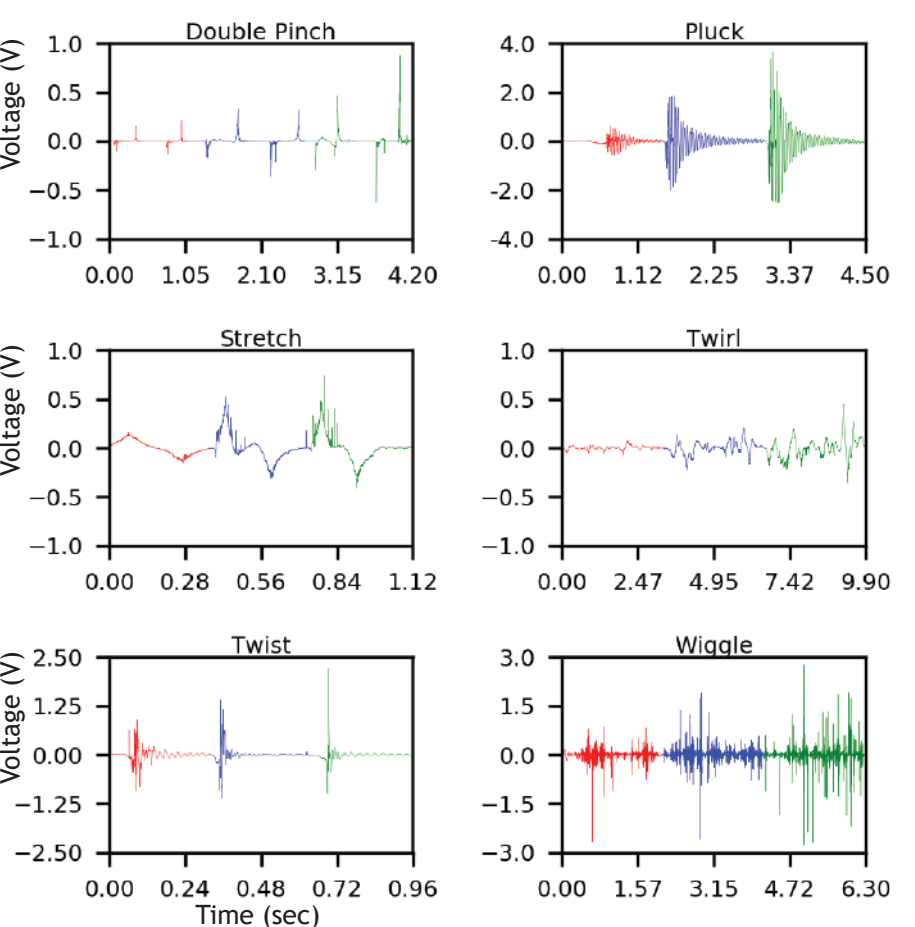 Double Pinch
Voltage (V)
1.0
0.5
0.0
−0.5
−1.0
0.00 1.05 2.10 3.15 4.20
Pluck
4.0
2.0
0.0
-2.0
-4.0
0.00 1.12 2.25 3.37 4.50
Stretch
Voltage (V)
1.0
0.5
0.0
−0.5
−1.0
0.00 0.28 0.56 0.84 1.12
Twirl
1.0
0.5
0.0
−0.5
−1.0
0.00 2.47 4.95 7.42 9.90
Twist
Voltage (V)
2.50
1.25
0.00
−1.25
−2.50
0.00 0.24 0.48 0.72 0.96
Time (sec)
Wiggle
3.0
1.5
0.0
−1.5
−3.0
0.00 1.57 3.15 4.72 6.30